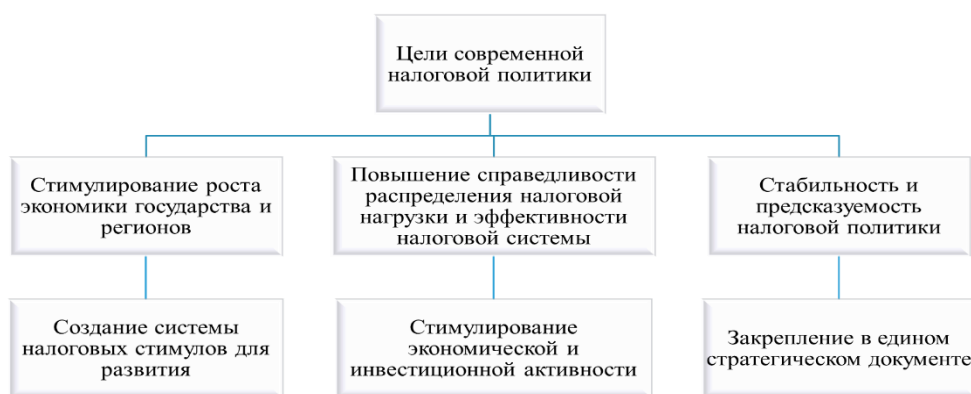 Цели современной
налоговой политики
Стимулирование роста
экономики государства и
регионов
Повышение справедливости
распределения налоговой
нагрузки и эффективности
налоговой системы
Стабильность и
предсказуемость
налоговой политики
Создание системы
налоговых стимулов для
развития
Стимулирование
экономической и
инвестиционной активности
Закрепление в едином
стратегическом документе